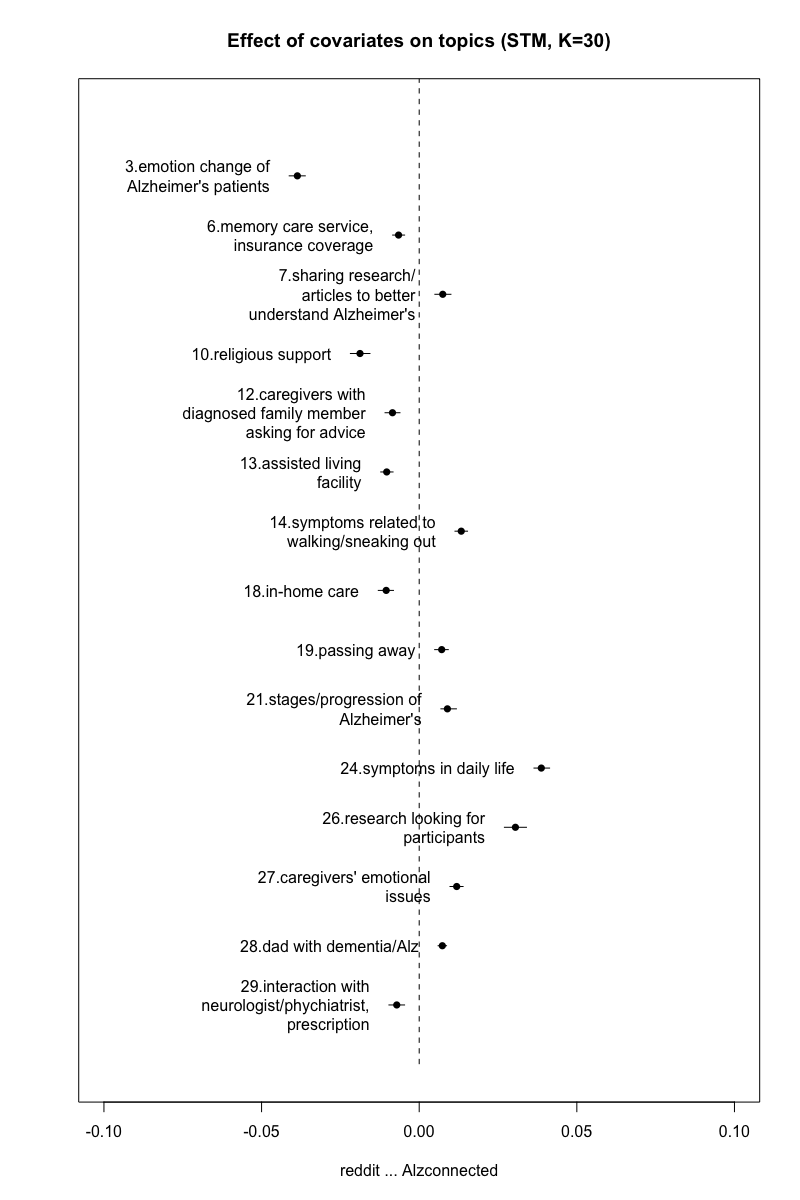 Effect of covariates on topics (STM, K=30)
3.emotion change of
Alzheimer's patients
6.memory care service,
insurance coverage
7.sharing research/
articles to better
understand Alzheimer's
10.religious support
12.caregivers with
diagnosed family member
asking for advice
13.assisted living
facility
14.symptoms related to
walking/sneaking out
18.in-home care
19.passing away
21.stages/progression of
Alzheimer's
24.symptoms in daily life
26.research looking for
participants
27.caregivers' emotional
issues
28.dad with dementia/Alz
29.interaction with
neurologist/phychiatrist,
prescription
-0.10 -0.05 0.00 0.05 0.10
reddit ... Alzconnected